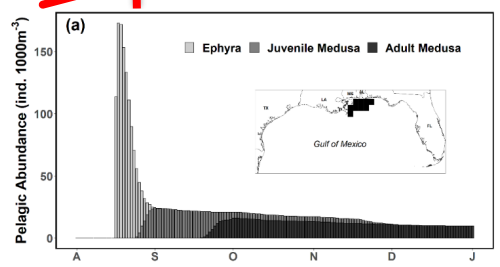 (a)
Ephyra Juvenile Medusa Adult Medusa
Pelagic Abundance (ind. 1000m⁻³)
150
100
50
0
TX LA MS AL FL
Gulf of Mexico
A S O N D J